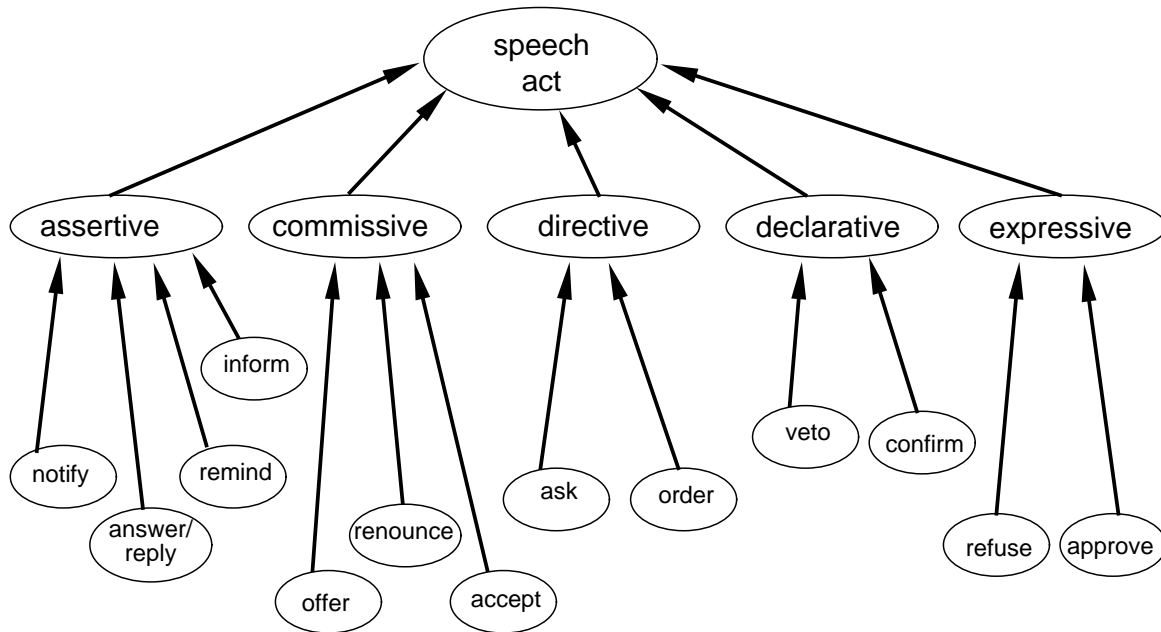 speech
act
assertive
commissive
directive
declarative
expressive
inform
notify
remind
answer/
reply
offer
renounce
accept
ask
order
veto
confirm
refuse
approve